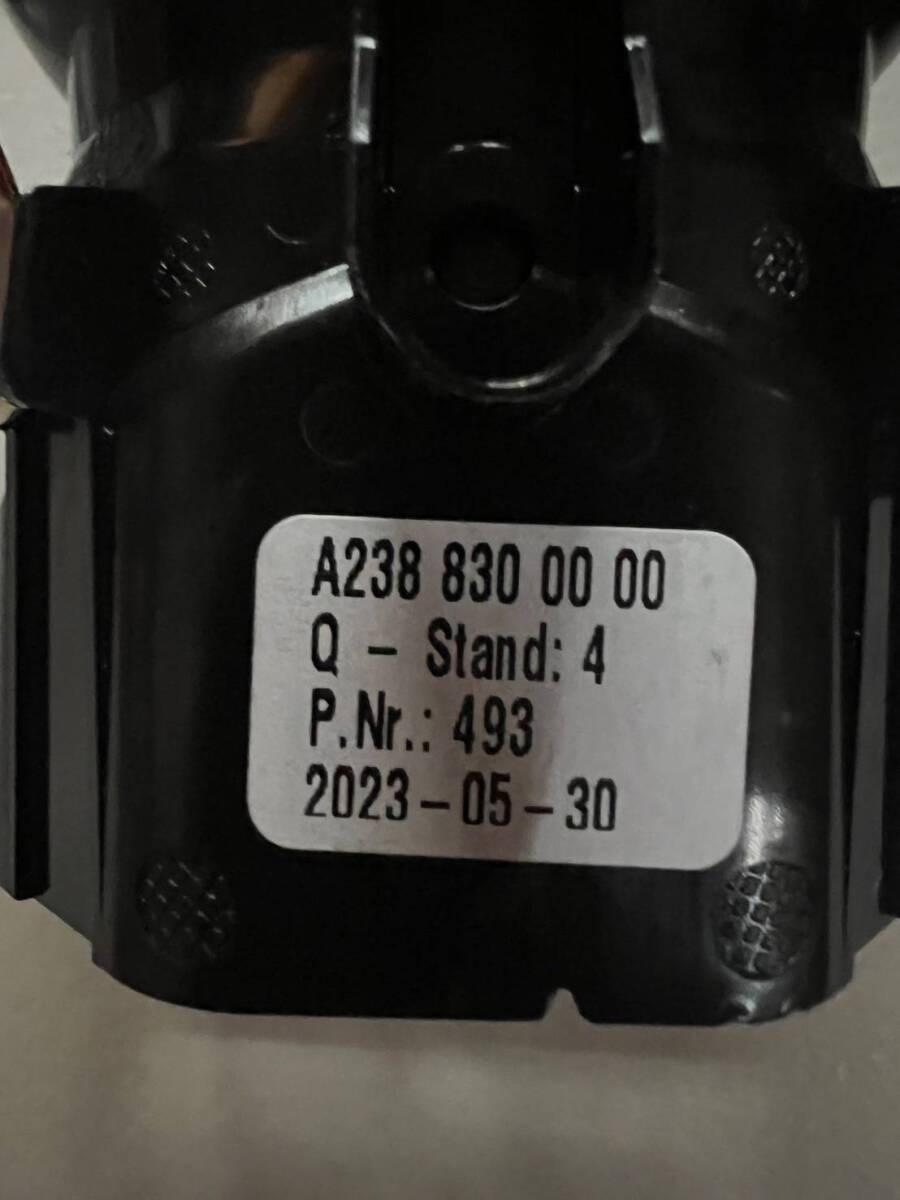 A238 830 00 00
Q - Stand: 4
P.Nr.: 493
2023-05-30